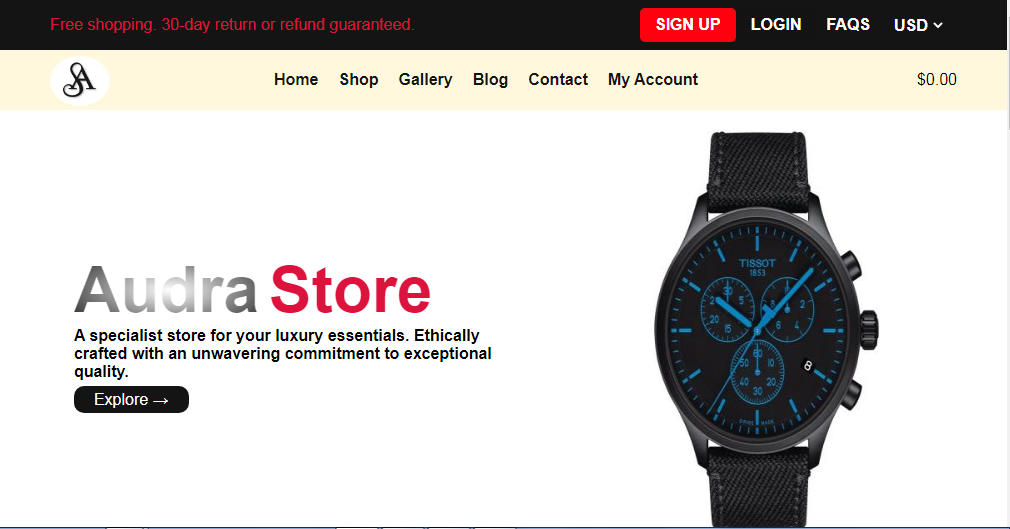 Free shopping. 30-day return or refund guaranteed.
SIGN UP LOGIN FAQS USD
SA
Home Shop Gallery Blog Contact My Account
$0.00
Audra Store
A specialist store for your luxury essentials. Ethically
crafted with an unwavering commitment to exceptional
quality.
Explore →
TISSOT
1853
30 5 15 20 2
2 4 6
8
60 10 20 30 40 50
SWISS MADE